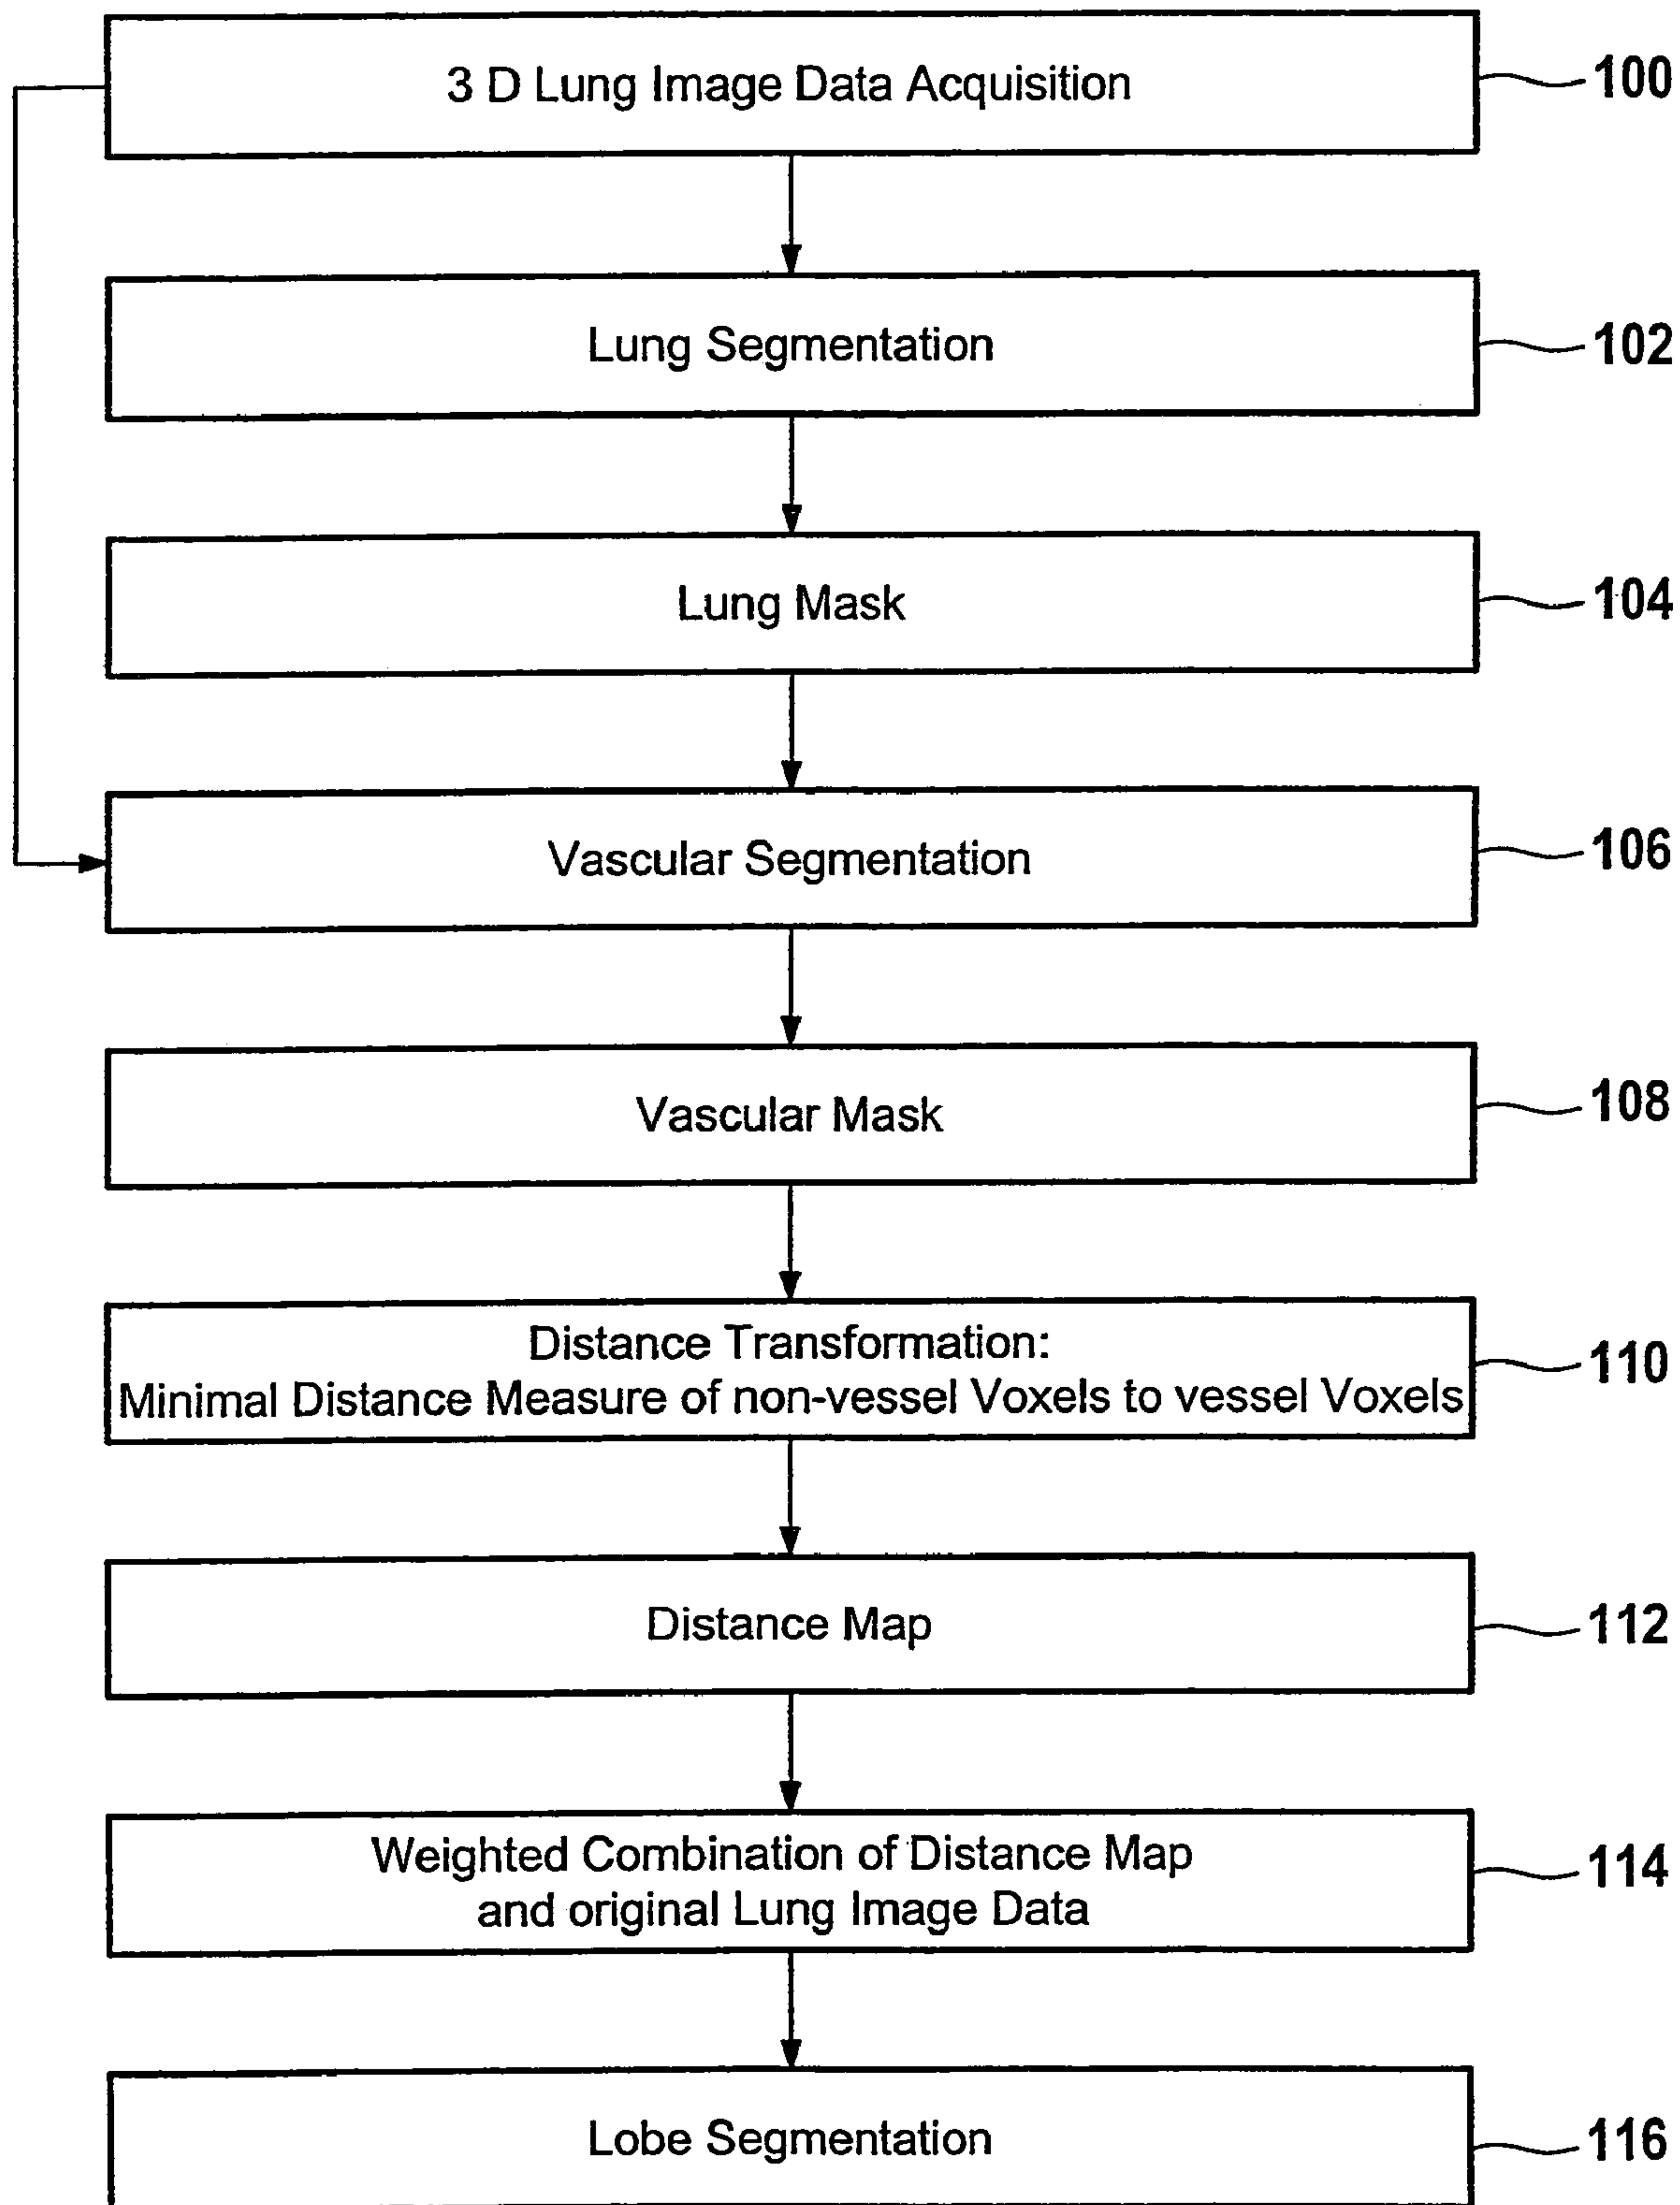 3 D Lung Image Data Acquisition
100
Lung Segmentation
102
Lung Mask
104
Vascular Segmentation
106
Vascular Mask
108
Distance Transformation:
Minimal Distance Measure of non-vessel Voxels to vessel Voxels
110
Distance Map
112
Weighted Combination of Distance Map
and original Lung Image Data
114
Lobe Segmentation
116